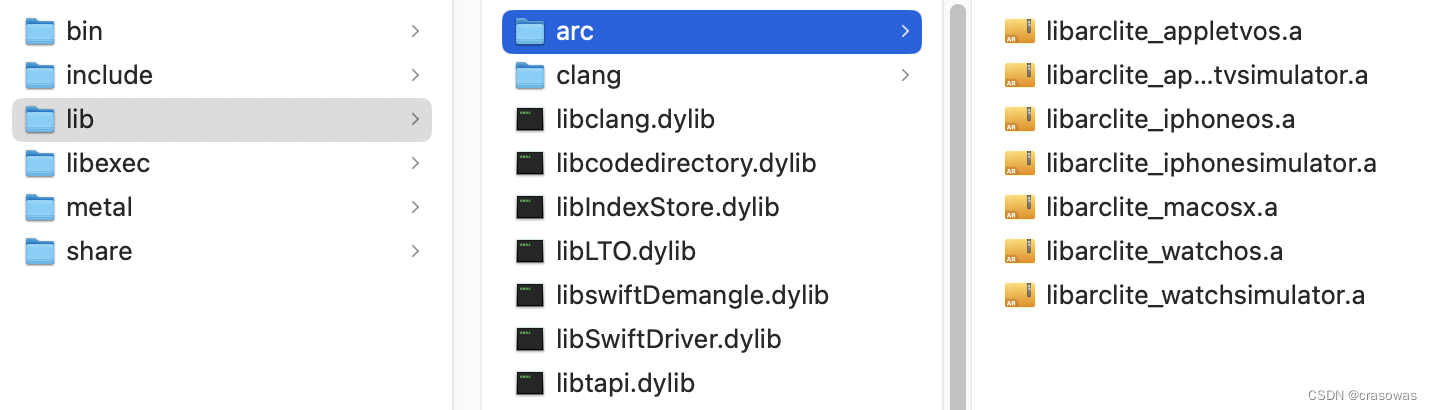 bin
include
lib
libexec
metal
share
arc
clang
libclang.dylib
libcodedirectory.dylib
libIndexStore.dylib
libLTO.dylib
libswiftDemangle.dylib
libSwiftDriver.dylib
libtapi.dylib
libarclite_appletvos.a
libarclite_ap...tvsimulator.a
libarclite_iphoneos.a
libarclite_iphonesimulator.a
libarclite_macosx.a
libarclite_watchos.a
libarclite_watchsimulator.a
CSDN @crasowas